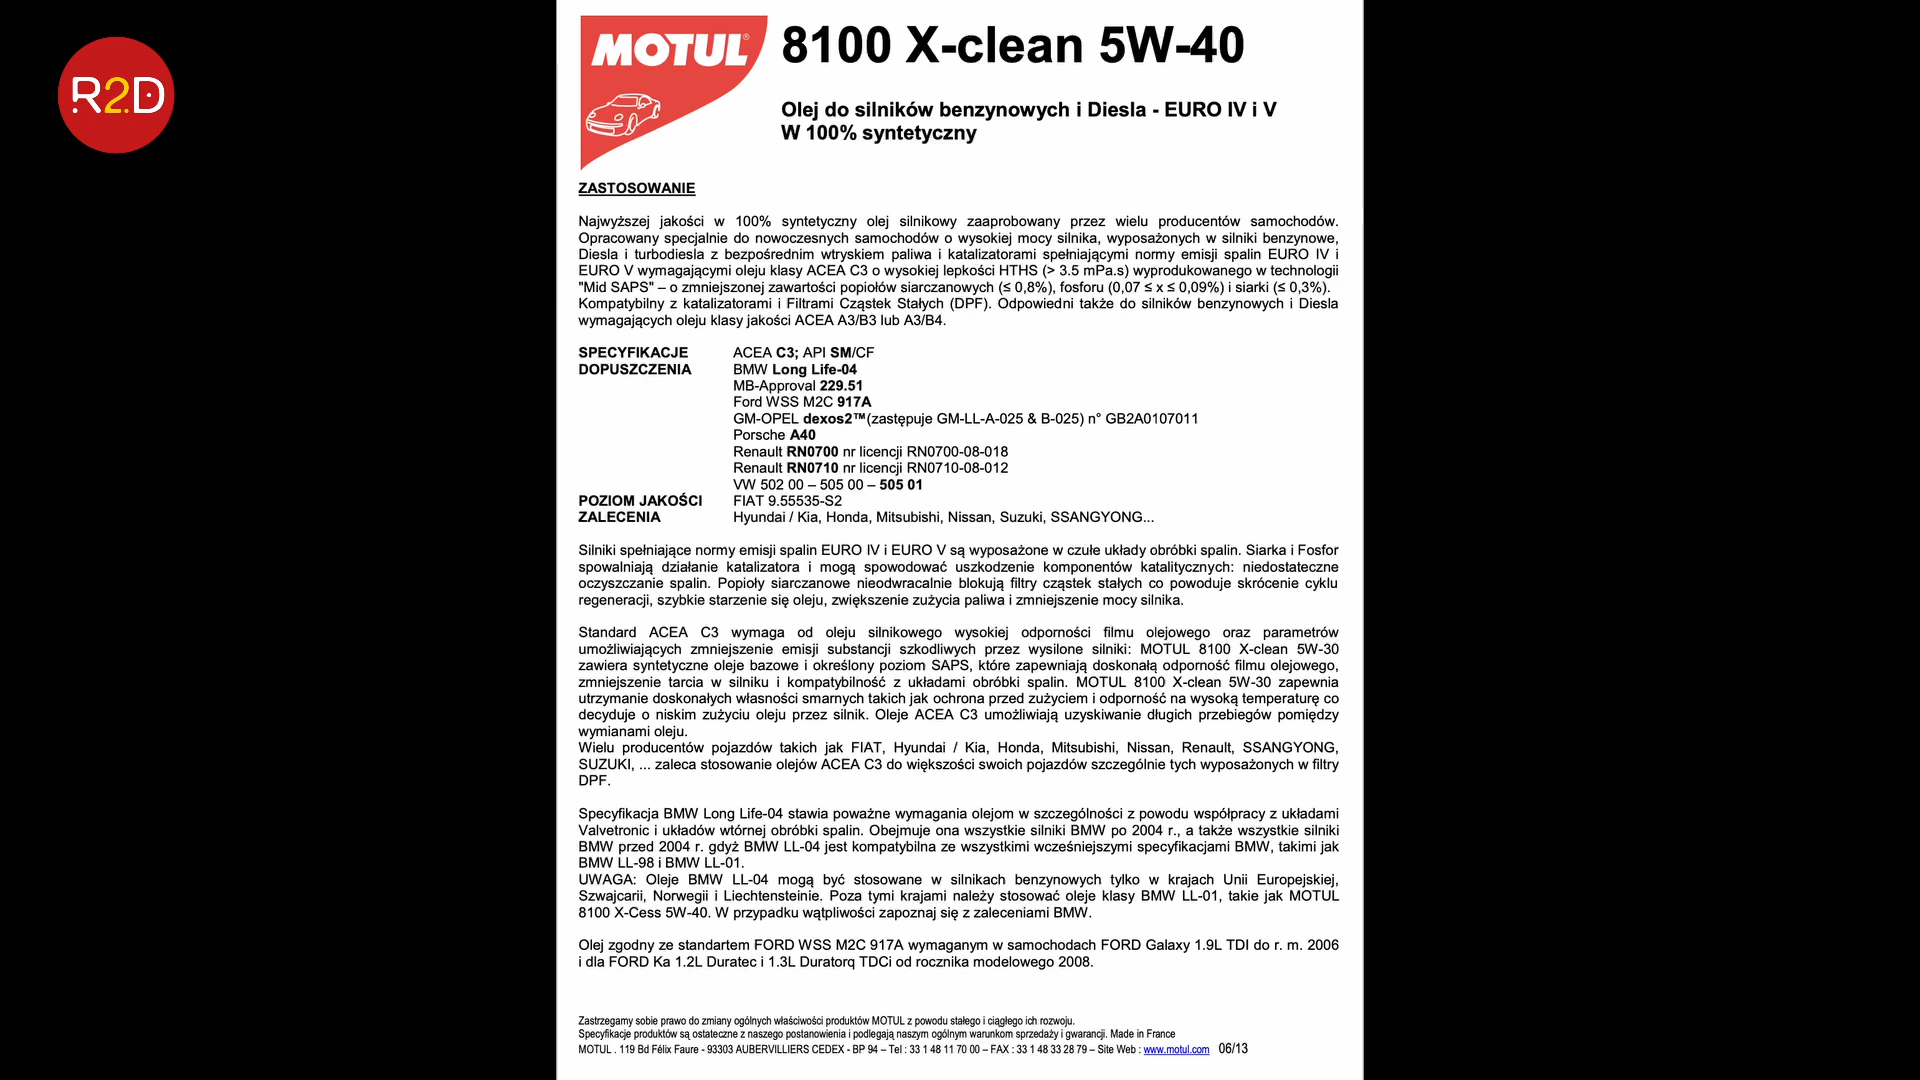 R2D
MOTUL®
8100 X-clean 5W-40
Olej do silników benzynowych i Diesla - EURO IV i V
W 100% syntetyczny
ZASTOSOWANIE
Najwyższej jakości w 100% syntetyczny olej silnikowy zaaprobowany przez wielu producentów samochodów.
Opracowany specjalnie do nowoczesnych samochodów o wysokiej mocy silnika, wyposażonych w silniki benzynowe,
Diesla i turbodiesla z bezpośrednim wtryskiem paliwa i katalizatorami spełniającymi normy emisji spalin EURO IV i
EURO V wymagającymi oleju klasy ACEA C3 o wysokiej lepkości HTHS (> 3.5 mPa.s) wyprodukowanego w technologii
"Mid SAPS" – o zmniejszonej zawartości popiołów siarczanowych (≤ 0,8%), fosforu (0,07 ≤ x ≤ 0,09%) i siarki (≤ 0,3%).
Kompatybilny z katalizatorami i Filtrami Cząstek Stałych (DPF). Odpowiedni także do silników benzynowych i Diesla
wymagających oleju klasy jakości ACEA A3/B3 lub A3/B4.
SPECYFIKACJE ACEA C3; API SM/CF
DOPUSZCZENIA BMW Long Life-04
MB-Approval 229.51
Ford WSS M2C 917A
GM-OPEL dexos2™(zastępuje GM-LL-A-025 & B-025) n° GB2A0107011
Porsche A40
Renault RN0700 nr licencji RN0700-08-018
Renault RN0710 nr licencji RN0710-08-012
VW 502 00 – 505 00 – 505 01
POZIOM JAKOŚCI FIAT 9.55535-S2
ZALECENIA Hyundai / Kia, Honda, Mitsubishi, Nissan, Suzuki, SSANGYONG...
Silniki spełniające normy emisji spalin EURO IV i EURO V są wyposażone w czułe układy obróbki spalin. Siarka i Fosfor
spowalniają działanie katalizatora i mogą spowodować uszkodzenie komponentów katalitycznych: niedostateczne
oczyszczanie spalin. Popioły siarczanowe nieodwracalnie blokują filtry cząstek stałych co powoduje skrócenie cyklu
regeneracji, szybkie starzenie się oleju, zwiększenie zużycia paliwa i zmniejszenie mocy silnika.
Standard ACEA C3 wymaga od oleju silnikowego wysokiej odporności filmu olejowego oraz parametrów
umożliwiających zmniejszenie emisji substancji szkodliwych przez wysilone silniki: MOTUL 8100 X-clean 5W-30
zawiera syntetyczne oleje bazowe i określony poziom SAPS, które zapewniają doskonałą odporność filmu olejowego,
zmniejszenie tarcia w silniku i kompatybilność z układami obróbki spalin. MOTUL 8100 X-clean 5W-30 zapewnia
utrzymanie doskonałych własności smarnych takich jak ochrona przed zużyciem i odporność na wysoką temperaturę co
decyduje o niskim zużyciu oleju przez silnik. Oleje ACEA C3 umożliwiają uzyskiwanie długich przebiegów pomiędzy
wymianami oleju.
Wielu producentów pojazdów takich jak FIAT, Hyundai / Kia, Honda, Mitsubishi, Nissan, Renault, SSANGYONG,
SUZUKI, ... zaleca stosowanie olejów ACEA C3 do większości swoich pojazdów szczególnie tych wyposażonych w filtry
DPF.
Specyfikacja BMW Long Life-04 stawia poważne wymagania olejom w szczególności z powodu współpracy z układami
Valvetronic i układów wtórnej obróbki spalin. Obejmuje ona wszystkie silniki BMW po 2004 r., a także wszystkie silniki
BMW przed 2004 r. gdyż BMW LL-04 jest kompatybilna ze wszystkimi wcześniejszymi specyfikacjami BMW, takimi jak
BMW LL-98 i BMW LL-01.
UWAGA: Oleje BMW LL-04 mogą być stosowane w silnikach benzynowych tylko w krajach Unii Europejskiej,
Szwajcarii, Norwegii i Liechtensteinie. Poza tymi krajami należy stosować oleje klasy BMW LL-01, takie jak MOTUL
8100 X-Cess 5W-40. W przypadku wątpliwości zapoznaj się z zaleceniami BMW.
Olej zgodny ze standartem FORD WSS M2C 917A wymaganym w samochodach FORD Galaxy 1.9L TDI do r. m. 2006
i dla FORD Ka 1.2L Duratec i 1.3L Duratorq TDCi od rocznika modelowego 2008.
Zastrzegamy sobie prawo do zmiany ogólnych właściwości produktów MOTUL z powodu stałego i ciągłego ich rozwoju.
Specyfikacje produktów są ostateczne z naszego postanowienia i podlegają naszym ogólnym warunkom sprzedaży i gwarancji. Made in France
MOTUL . 119 Bd Félix Faure - 93303 AUBERVILLIERS CEDEX - BP 94 – Tel : 33 1 48 11 70 00 – FAX : 33 1 48 33 28 79 – Site Web : www.motul.com 06/13